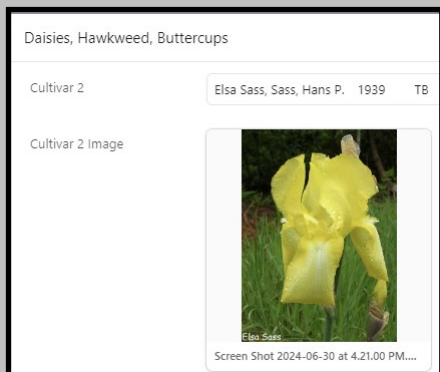 Daisies, Hawkweed, Buttercups
Cultivar 2
Elsa Sass, Sass, Hans P. 1939 TB
Cultivar 2 Image
Elsa Sass
Screen Shot 2024-06-30 at 4.21.00 PM....